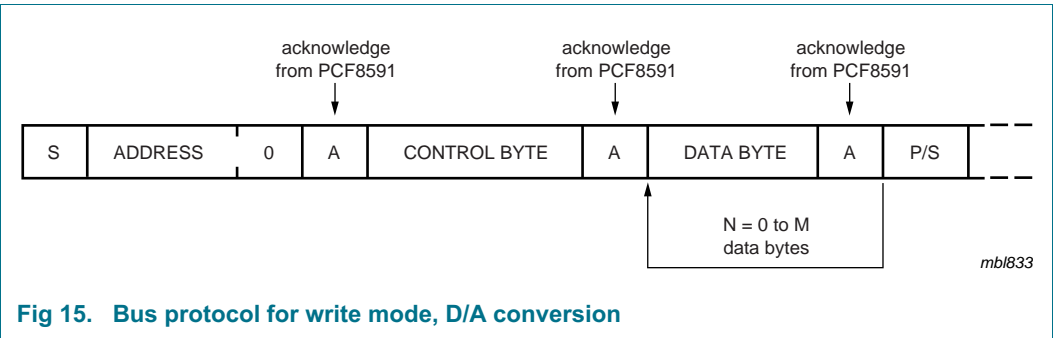 acknowledge
from PCF8591
acknowledge
from PCF8591
acknowledge
from PCF8591
S ADDRESS 0 A CONTROL BYTE A DATA BYTE A P/S
N = 0 to M
data bytes
mbl833
Fig 15. Bus protocol for write mode, D/A conversion